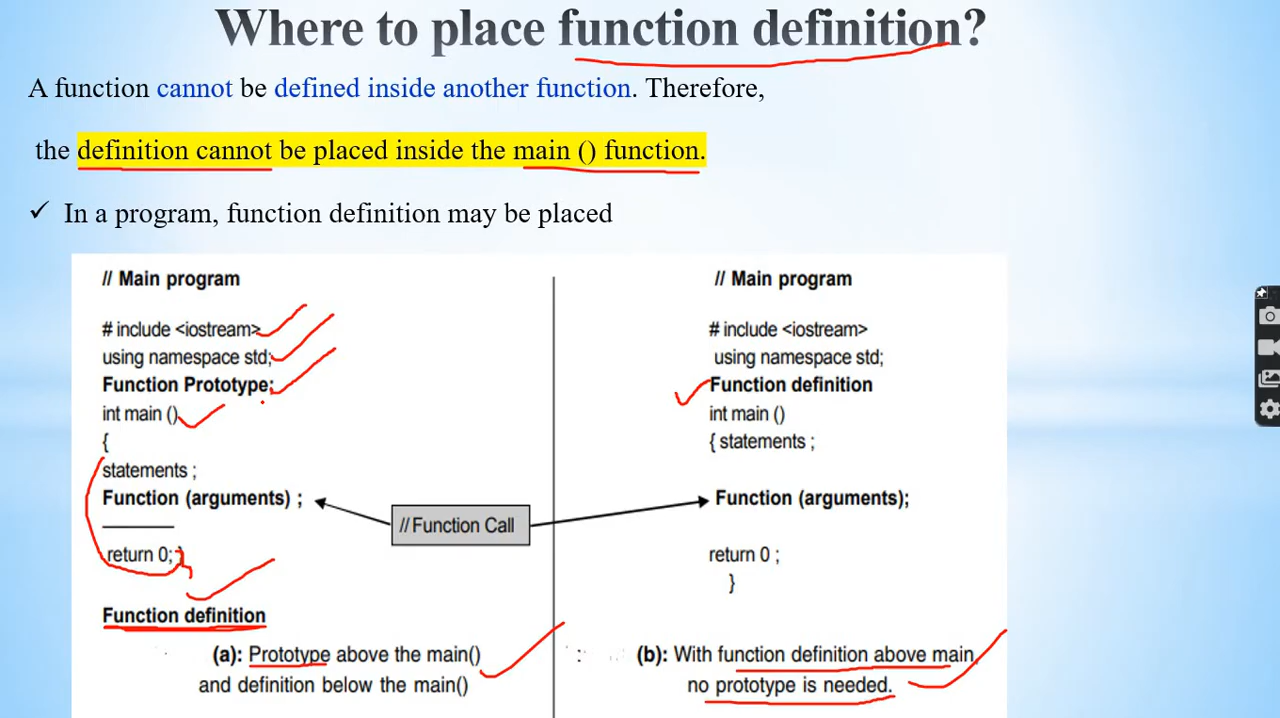 Where to place function definition?
A function cannot be defined inside another function. Therefore,
the definition cannot be placed inside the main () function.
✓ In a program, function definition may be placed
// Main program
# include <iostream>
using namespace std;
Function Prototype;
int main ()
{
statements ;
Function (arguments) ;
return 0; }
Function definition
(a): Prototype above the main()
and definition below the main()
// Function Call
// Main program
# include <iostream>
using namespace std;
Function definition
int main ()
{ statements ;
Function (arguments);
return 0 ;
}
(b): With function definition above main
no prototype is needed.